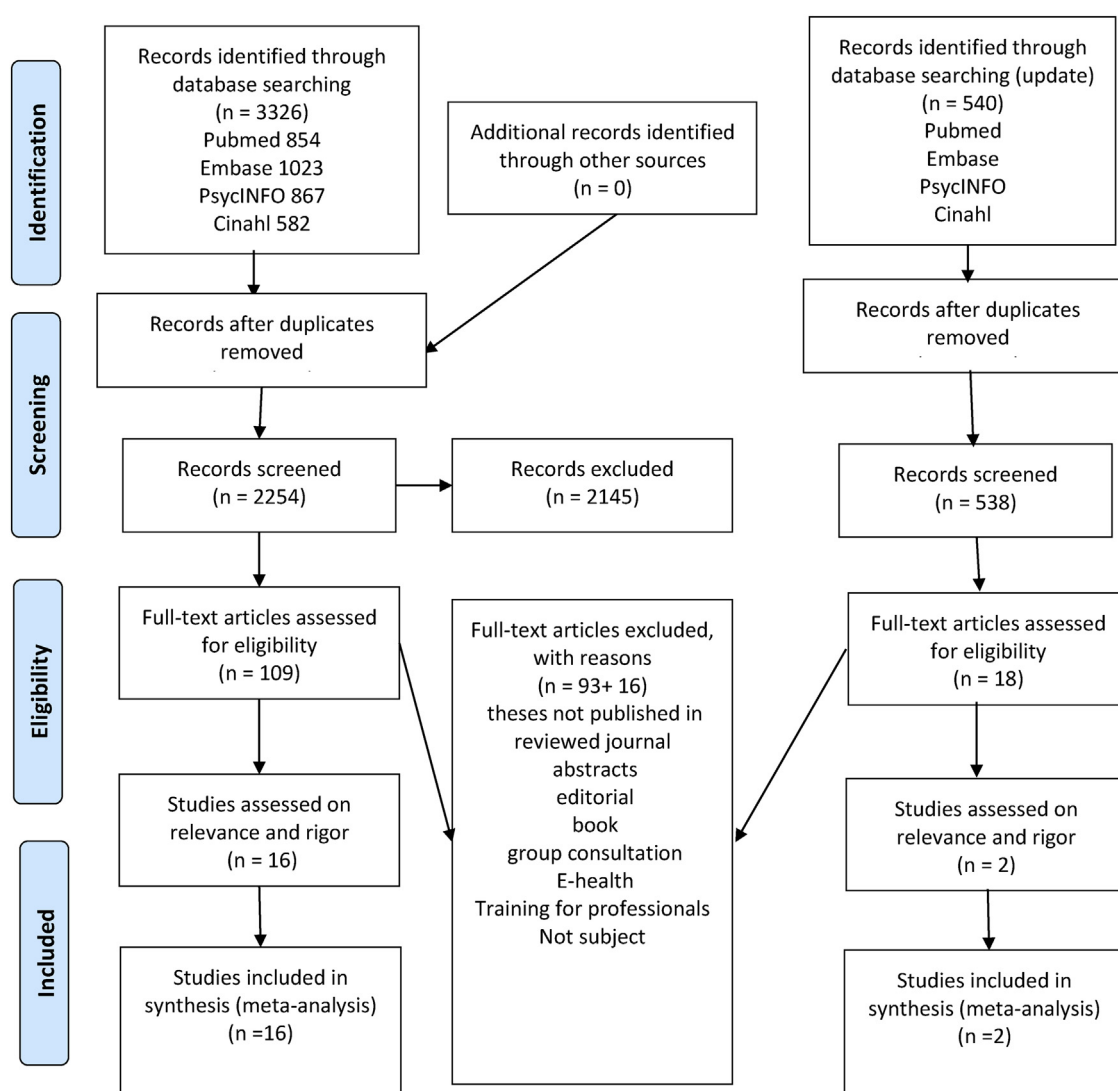 Identification
Records identified through
database searching
(n = 3326)
Pubmed 854
Embase 1023
PsycINFO 867
Cinahl 582
Additional records identified
through other sources
(n = 0)
Records identified through
database searching (update)
(n = 540)
Pubmed
Embase
PsycINFO
Cinahl
Screening
Records after duplicates
removed
Records after duplicates
removed
Records screened
(n = 2254)
Records excluded
(n = 2145)
Records screened
(n = 538)
Eligibility
Full-text articles assessed
for eligibility
(n = 109)
Full-text articles excluded,
with reasons
(n = 93+ 16)
theses not published in
reviewed journal
abstracts
editorial
book
group consultation
E-health
Training for professionals
Not subject
Full-text articles assessed
for eligibility
(n = 18)
Studies assessed on
relevance and rigor
(n = 16)
Studies assessed on
relevance and rigor
(n = 2)
Included
Studies included in
synthesis (meta-analysis)
(n =16)
Studies included in
synthesis (meta-analysis)
(n =2)